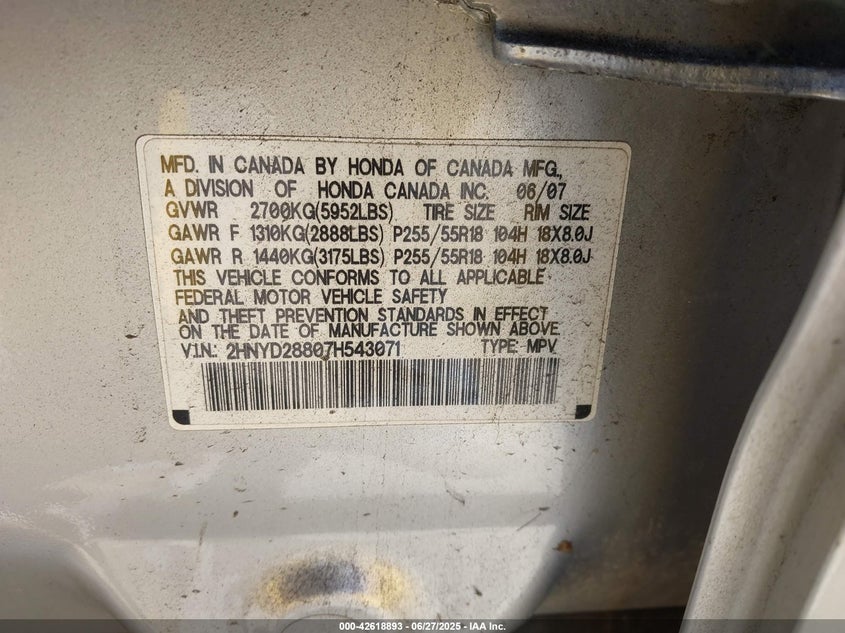 MFD. IN CANADA BY HONDA OF CANADA MFG.,
A DIVISION OF HONDA CANADA INC. 06/07
GVWR 2700KG(5952LBS) TIRE SIZE RIM SIZE
GAWR F 1310KG(2888LBS) P255/55R18 104H 18X8.0J
GAWR R 1440KG(3175LBS) P255/55R18 104H 18X8.0J
THIS VEHICLE CONFORMS TO ALL APPLICABLE
FEDERAL MOTOR VEHICLE SAFETY
AND THEFT PREVENTION STANDARDS IN EFFECT
ON THE DATE OF MANUFACTURE SHOWN ABOVE.
V.I.N.: 2HNYD28807H543071 TYPE: MPV
000-42618893 - 06/27/2025 - IAA Inc.